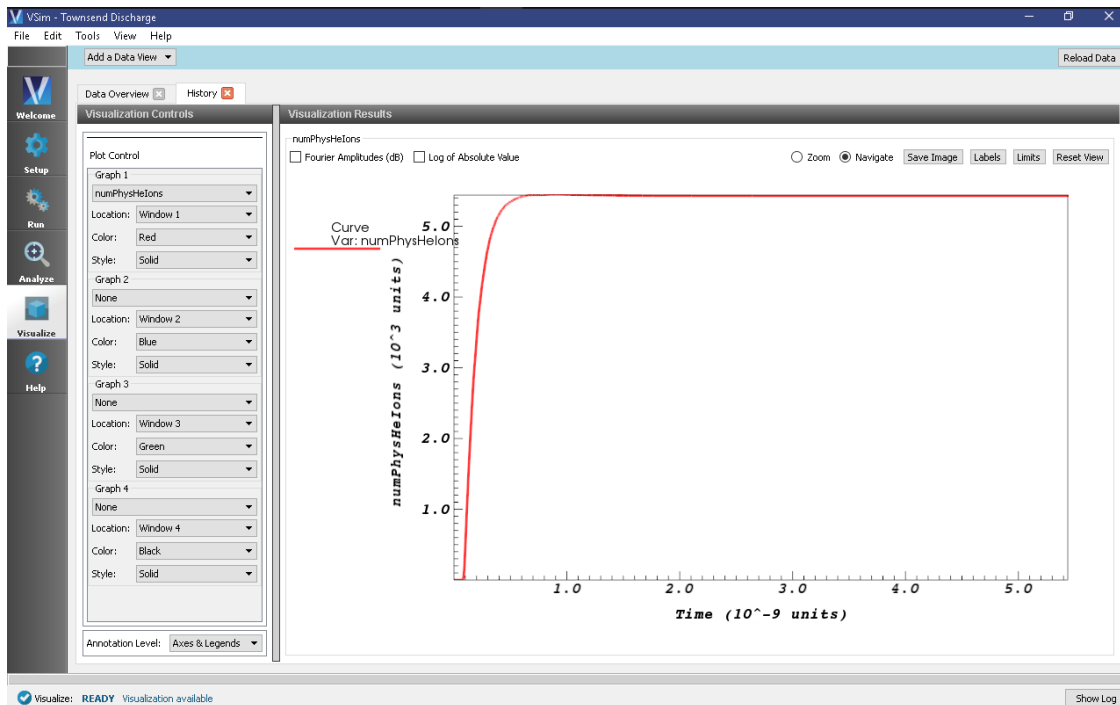 VSim - Townsend Discharge
File Edit Tools View Help
Add a Data View
Reload Data
Welcome
Setup
Run
Analyze
Visualize
Help
Data Overview
History
Visualization Controls
Plot Control
Graph 1
numPhysHeIons
Location: Window 1
Color: Red
Style: Solid
Graph 2
None
Location: Window 2
Color: Blue
Style: Solid
Graph 3
None
Location: Window 3
Color: Green
Style: Solid
Graph 4
None
Location: Window 4
Color: Black
Style: Solid
Annotation Level: Axes & Legends
Visualization Results
numPhysHeIons
Fourier Amplitudes (dB) Log of Absolute Value
Zoom Navigate Save Image Labels Limits Reset View
Curve
Var: numPhysHeIons
numPhysHeIons (10^3 units)
5.0
4.0
3.0
2.0
1.0
1.0 2.0 3.0 4.0 5.0
Time (10^-9 units)
Visualize: READY Visualization available
Show Log